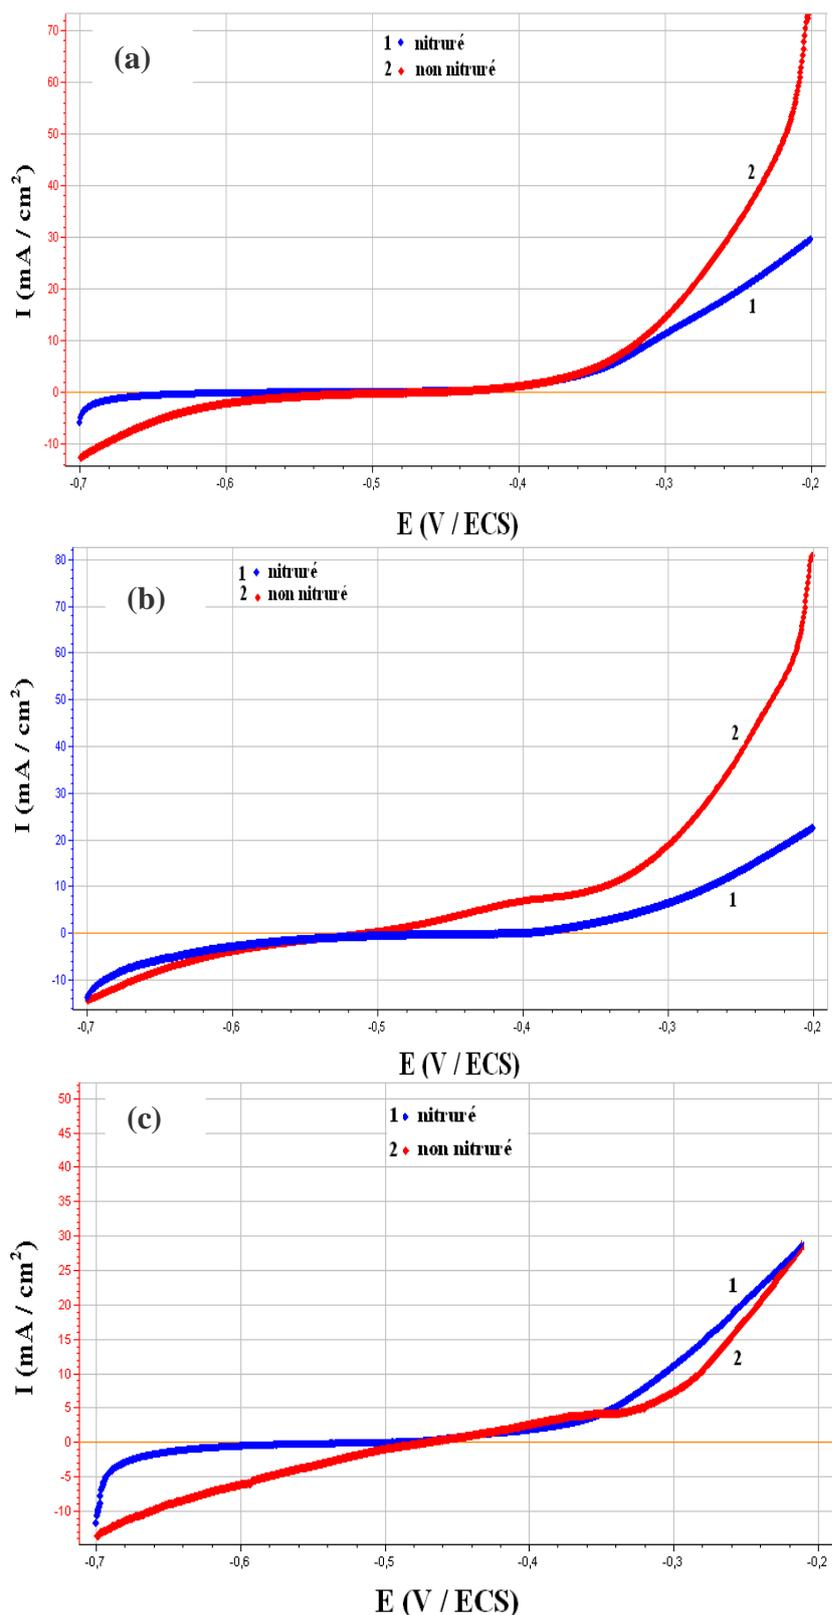 (a)
1 nitruré
2 non nitruré
70
60
50
40
30
20
10
0
-10
I (mA / cm²)
2
1
-0,7 -0,6 -0,5 -0,4 -0,3 -0,2
E (V / ECS)
(b)
1 nitruré
2 non nitruré
80
70
60
50
40
30
20
10
0
-10
I (mA / cm²)
2
1
-0,7 -0,6 -0,5 -0,4 -0,3 -0,2
E (V / ECS)
(c)
1 nitruré
2 non nitruré
50
45
40
35
30
25
20
15
10
5
0
-5
-10
I (mA / cm²)
1
2
-0,7 -0,6 -0,5 -0,4 -0,3 -0,2
E (V / ECS)